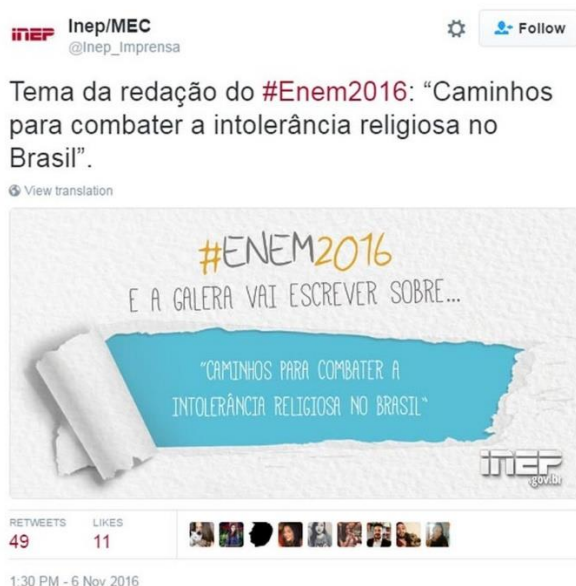 inep Inep/MEC
@Inep_Imprensa
Follow
Tema da redação do #Enem2016: “Caminhos
para combater a intolerância religiosa no
Brasil”.
View translation
#ENEM2016
E A GALERA VAI ESCREVER SOBRE...
"CAMINHOS PARA COMBATER A
INTOLERÂNCIA RELIGIOSA NO BRASIL"
inep
.gov.br
RETWEETS LIKES
49 11
1:30 PM - 6 Nov 2016